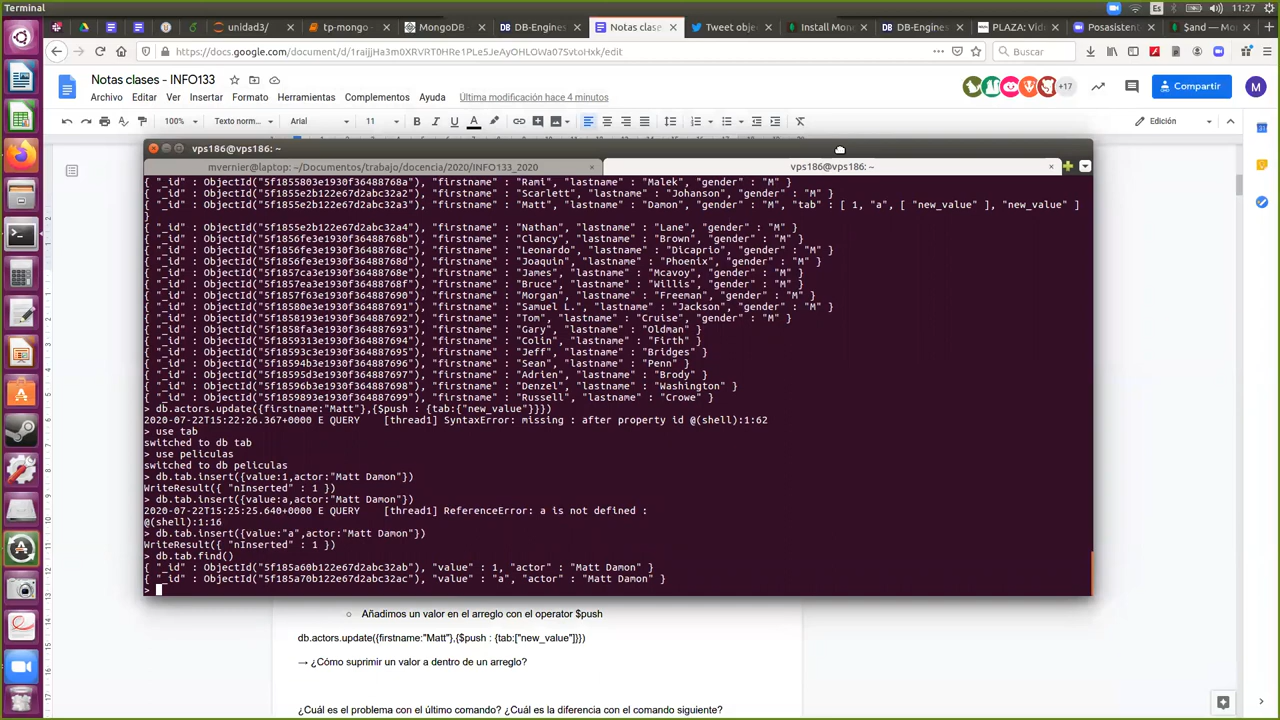 Terminal
Es
11:27
unidad3/
tp-mongo
MongoDB
DB-Engines
Notas clases
Tweet obje
Install Mon
DB-Engines
PLAZA: Vid
Posasistent
$and — Mo
https://docs.google.com/document/d/1raijjHa3m0XRVRT0HRe1PLe5JeAyOHLOWa07SvtoHxk/edit
Buscar
Notas clases - INFO133
+17
Compartir
M
Archivo Editar Ver Insertar Formato Herramientas Complementos Ayuda Última modificación hace 4 minutos
100% Texto norm... Arial 11 B I U A Edición
vps186@vps186: ~
mvernier@laptop: ~/Documentos/trabajo/docencia/2020/INFO133_2020
vps186@vps186: ~
{ "_id" : ObjectId("5f1855803e1930f36488768a"), "firstname" : "Rami", "lastname" : "Malek", "gender" : "M" }
{ "_id" : ObjectId("5f1855e2b122e67d2abc32a2"), "firstname" : "Scarlett", "lastname" : "Johanson", "gender" : "M" }
{ "_id" : ObjectId("5f1855e2b122e67d2abc32a3"), "firstname" : "Matt", "lastname" : "Damon", "gender" : "M", "tab" : [ 1, "a", [ "new_value" ], "new_value" ]
}
{ "_id" : ObjectId("5f1855e2b122e67d2abc32a4"), "firstname" : "Nathan", "lastname" : "Lane", "gender" : "M" }
{ "_id" : ObjectId("5f1856fe3e1930f36488768b"), "firstname" : "Clancy", "lastname" : "Brown", "gender" : "M" }
{ "_id" : ObjectId("5f1856fe3e1930f36488768c"), "firstname" : "Leonardo", "lastname" : "Dicaprio", "gender" : "M" }
{ "_id" : ObjectId("5f1856fe3e1930f36488768d"), "firstname" : "Joaquin", "lastname" : "Phoenix", "gender" : "M" }
{ "_id" : ObjectId("5f1857ca3e1930f36488768e"), "firstname" : "James", "lastname" : "Mcavoy", "gender" : "M" }
{ "_id" : ObjectId("5f1857ea3e1930f364887690"), "firstname" : "Bruce", "lastname" : "Willis", "gender" : "M" }
{ "_id" : ObjectId("5f1857f63e1930f364887690"), "firstname" : "Morgan", "lastname" : "Freeman", "gender" : "M" }
{ "_id" : ObjectId("5f18580e3e1930f364887691"), "firstname" : "Samuel L.", "lastname" : "Jackson", "gender" : "M" }
{ "_id" : ObjectId("5f1858193e1930f364887692"), "firstname" : "Tom", "lastname" : "Cruise", "gender" : "M" }
{ "_id" : ObjectId("5f1858fa3e1930f364887693"), "firstname" : "Gary", "lastname" : "Oldman" }
{ "_id" : ObjectId("5f1859313e1930f364887694"), "firstname" : "Colin", "lastname" : "Firth" }
{ "_id" : ObjectId("5f18593c3e1930f364887695"), "firstname" : "Jeff", "lastname" : "Bridges" }
{ "_id" : ObjectId("5f18594b3e1930f364887696"), "firstname" : "Sean", "lastname" : "Penn" }
{ "_id" : ObjectId("5f1855d53e1930f364887697"), "firstname" : "Adrien", "lastname" : "Brody" }
{ "_id" : ObjectId("5f18596b3e1930f364887698"), "firstname" : "Denzel", "lastname" : "Washington" }
{ "_id" : ObjectId("5f1859763e1930f364887699"), "firstname" : "Russell", "lastname" : "Crowe" }
> db.actors.update({firstname:"Matt"},{$push : {tab:{"new_value"}}})
2020-07-22T15:22:26.367+0000 E QUERY    [thread1] SyntaxError: missing : after property id @(shell):1:62
> use tab
switched to db tab
> use peliculas
switched to db peliculas
> db.tab.insert({value:1,actor:"Matt Damon"})
WriteResult({ "nInserted" : 1 })
> db.tab.insert({value:a,actor:"Matt Damon"})
2020-07-22T15:25:25.640+0000 E QUERY    [thread1] ReferenceError: a is not defined :
@(shell):1:16
> db.tab.insert({value:"a",actor:"Matt Damon"})
WriteResult({ "nInserted" : 1 })
> db.tab.find()
{ "_id" : ObjectId("5f185a60b122e67d2abc32ab"), "value" : 1, "actor" : "Matt Damon" }
{ "_id" : ObjectId("5f185a70b122e67d2abc32ac"), "value" : "a", "actor" : "Matt Damon" }
>
○ Añadimos un valor en el arreglo con el operator $push
db.actors.update({firstname:"Matt"},{$push : {tab:["new_value"]}})
→ ¿Cómo suprimir un valor a dentro de un arreglo?
¿Cuál es el problema con el último comando? ¿Cuál es la diferencia con el comando siguiente?